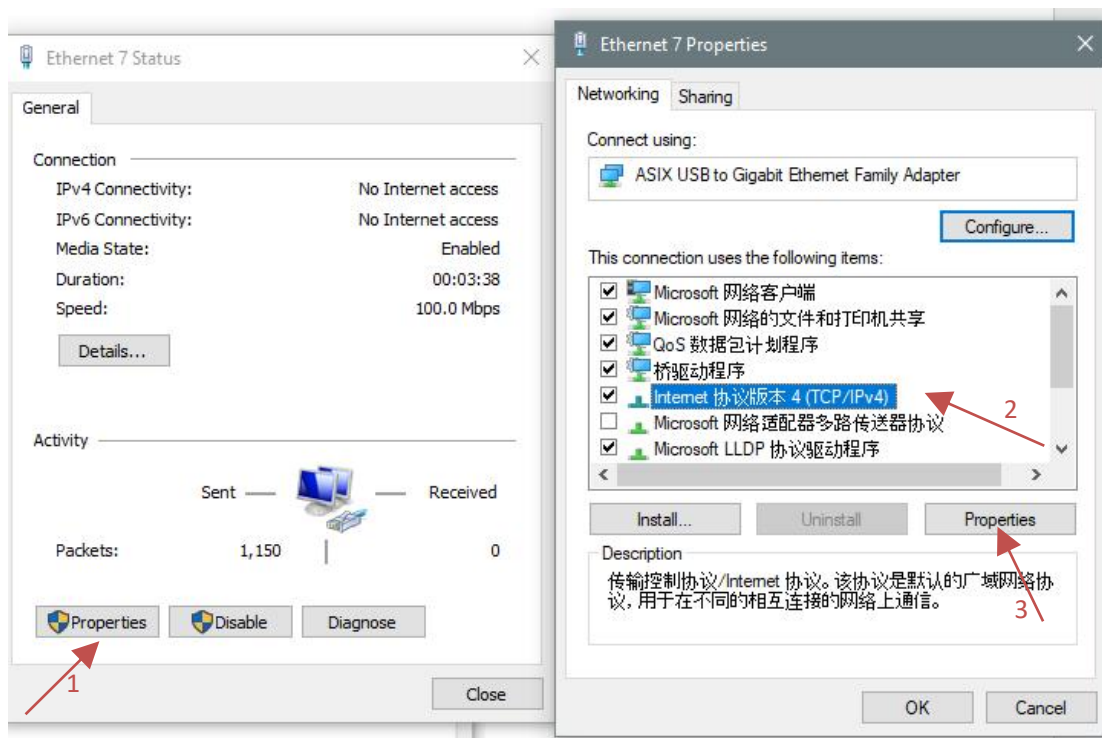 Ethernet 7 Status
General
Connection
IPv4 Connectivity: No Internet access
IPv6 Connectivity: No Internet access
Media State: Enabled
Duration: 00:03:38
Speed: 100.0 Mbps
Details...
Activity
Sent Received
Packets: 1,150 0
Properties Disable Diagnose
1
Close
Ethernet 7 Properties
Networking Sharing
Connect using:
ASIX USB to Gigabit Ethernet Family Adapter
Configure...
This connection uses the following items:
Microsoft 网络客户端
Microsoft 网络的文件和打印机共享
QoS 数据包计划程序
桥驱动程序
Internet 协议版本 4 (TCP/IPv4)
2
Microsoft 网络适配器多路传送器协议
Microsoft LLDP 协议驱动程序
Install... Uninstall Properties
Description
传输控制协议/Internet 协议。该协议是默认的广域网络协
议，用于在不同的相互连接的网络上通信。
3
OK Cancel